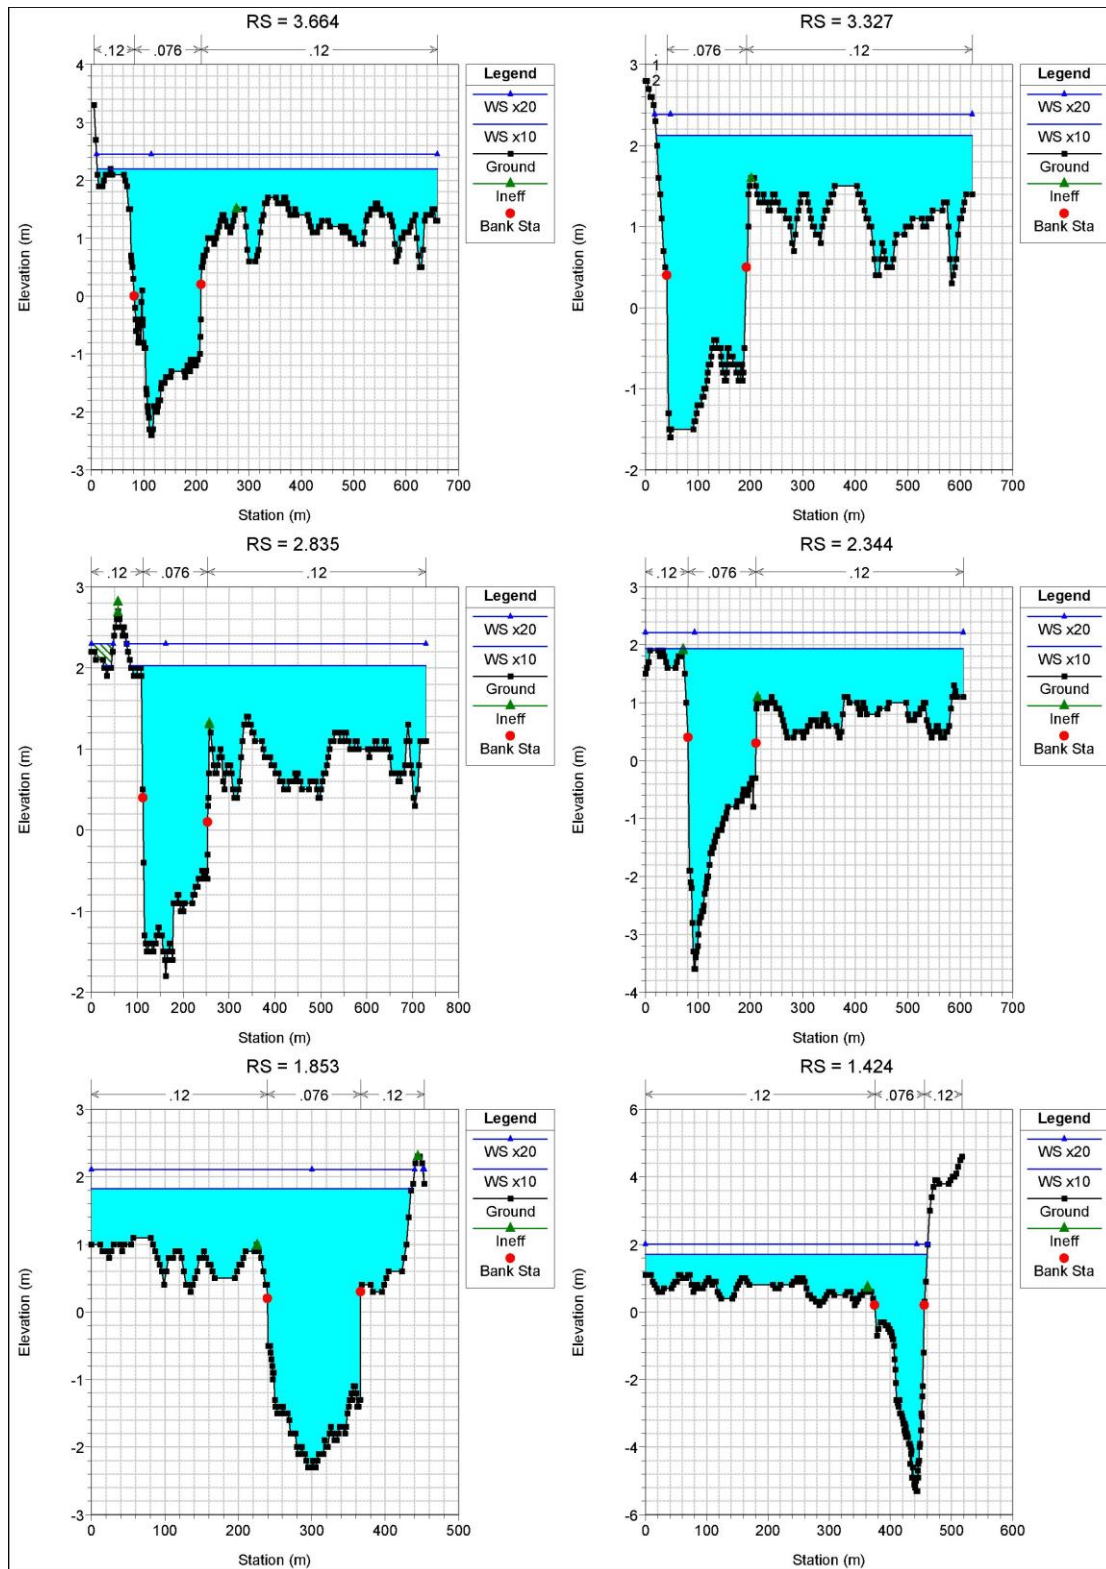 RS = 3.664
.12 .076 .12
4
3
2
1
0
-1
-2
-3
Elevation (m)
0 100 200 300 400 500 600 700
Station (m)
Legend
WS x20
WS x10
Ground
Ineff
Bank Sta
RS = 3.327
.12 .076 .12
3
2
1
0
-1
-2
Elevation (m)
0 100 200 300 400 500 600 700
Station (m)
Legend
WS x20
WS x10
Ground
Ineff
Bank Sta
RS = 2.835
.12 .076 .12
3
2
1
0
-1
-2
Elevation (m)
0 100 200 300 400 500 600 700 800
Station (m)
Legend
WS x20
WS x10
Ground
Ineff
Bank Sta
RS = 2.344
.12 .076 .12
3
2
1
0
-1
-2
-3
-4
Elevation (m)
0 100 200 300 400 500 600 700
Station (m)
Legend
WS x20
WS x10
Ground
Ineff
Bank Sta
RS = 1.853
.12 .076 .12
3
2
1
0
-1
-2
-3
Elevation (m)
0 100 200 300 400 500
Station (m)
Legend
WS x20
WS x10
Ground
Ineff
Bank Sta
RS = 1.424
.12 .076 .12
6
4
2
0
-2
-4
-6
Elevation (m)
0 100 200 300 400 500 600
Station (m)
Legend
WS x20
WS x10
Ground
Ineff
Bank Sta